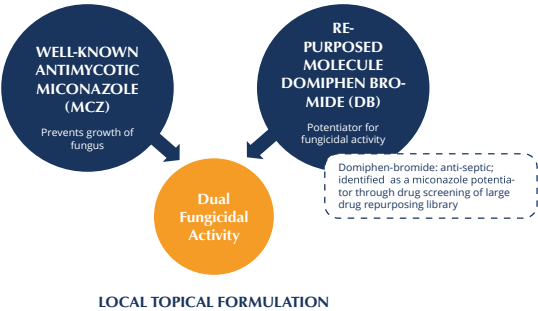 WELL-KNOWN
ANTIMYCOTIC
MICONAZOLE
(MCZ)
Prevents growth of
fungus
RE-
PURPOSED
MOLECULE
DOMIPHEN BRO-
MIDE (DB)
Potentiator for
fungicidal activity
Domiphen-bromide: anti-septic;
identified as a miconazole potentia-
tor through drug screening of large
drug repurposing library
Dual
Fungicidal
Activity
LOCAL TOPICAL FORMULATION